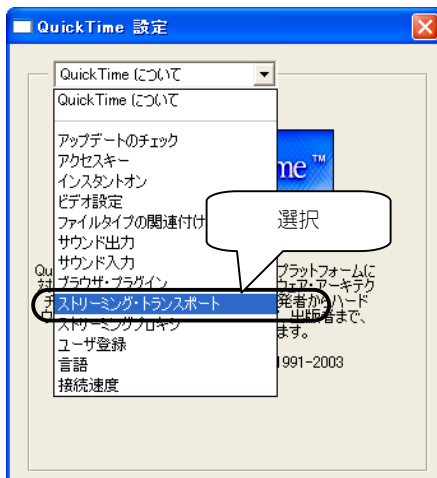 QuickTime 設定
QuickTime について
QuickTime について
アップデートのチェック
アクセスキー
インスタントオン
ビデオ設定
ファイルタイプの関連付け
サウンド出力
サウンド入力
ブラウザ・プラグイン
ストリーミング・トランスポート
ストリーミングプロキシ
ユーザ登録
言語
接続速度
選択
me™
Qu
プラットフォームに
対
ウェア・アーキテク
チ
発者からハード
ウ
出版者まで、
ます。
1991-2003